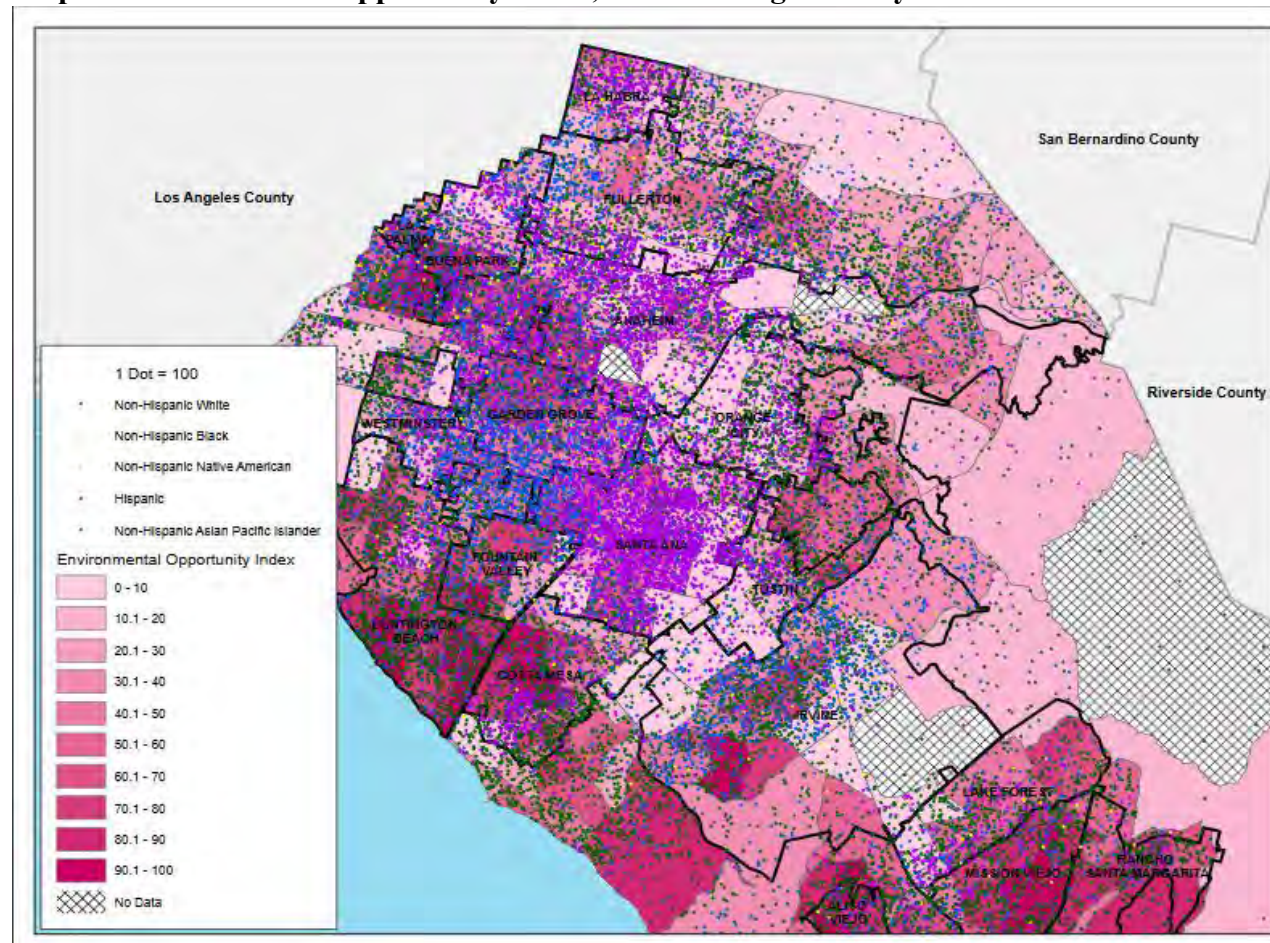 San Bernardino County
Los Angeles County
Riverside County
LA HABRA
FULLERTON
BUENA PARK
ANAHEIM
GARDEN GROVE
WESTMINSTER
ORANGE
SANTA ANA
FOUNTAIN
VALLEY
TUSTIN
HUNTINGTON
BEACH
COSTA MESA
IRVINE
LAKE FOREST
MISSION VIEJO
RANCHO
SANTA MARGARITA
ALISO
VIEJO
1 Dot = 100
Non-Hispanic White
Non-Hispanic Black
Non-Hispanic Native American
Hispanic
Non-Hispanic Asian Pacific Islander
Environmental Opportunity Index
0 - 10
10.1 - 20
20.1 - 30
30.1 - 40
40.1 - 50
50.1 - 60
60.1 - 70
70.1 - 80
80.1 - 90
90.1 - 100
No Data